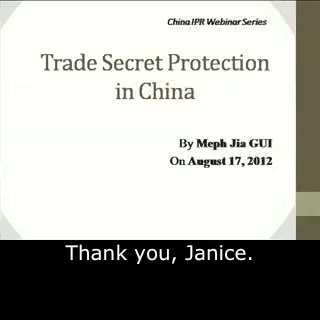 China IPR Webinar Series
Trade Secret Protection
in China
By Meph Jia GUI
On August 17, 2012
Thank you, Janice.